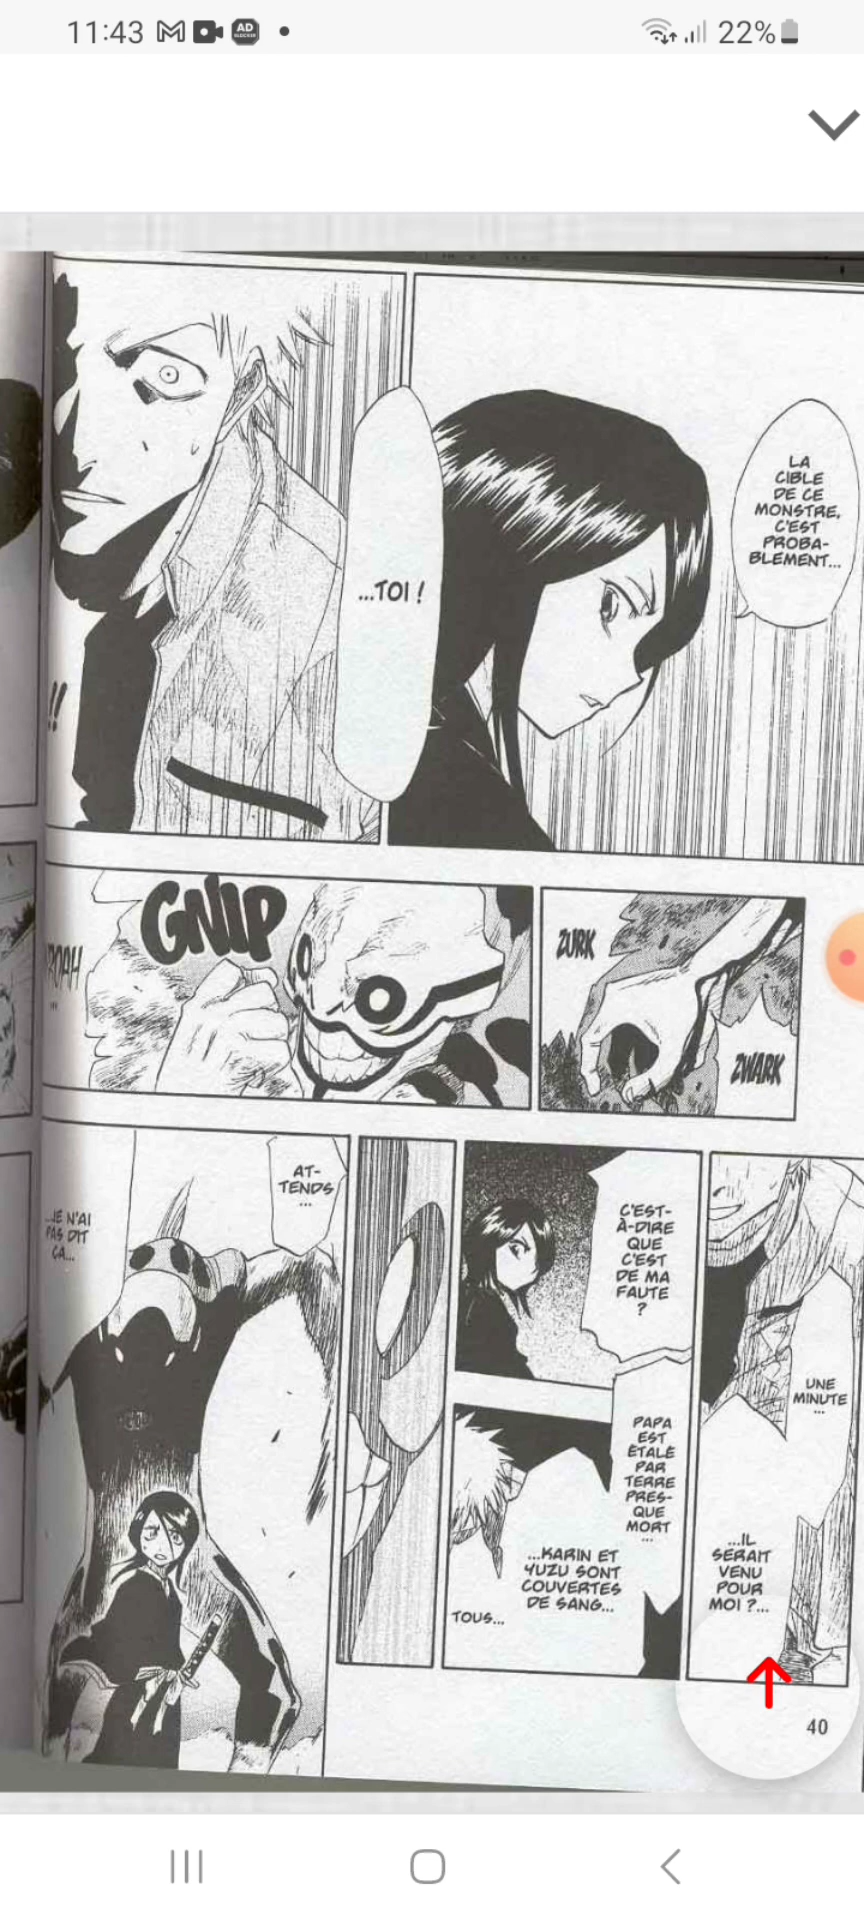 11:43
AD
BLOCKER
22%
LA
CIBLE
DE CE
MONSTRE,
C'EST
PROBA-
BLEMENT...
...TOI !
!!
ZURK
ZWARK
GNIP
UNE
MINUTE
...
...IL
SERAIT
VENU
POUR
MOI ?...
C'EST-
À-DIRE
QUE
C'EST
DE MA
FAUTE
?
PAPA
EST
ÉTALÉ
PAR
TERRE
PRES-
QUE
MORT
...
...KARIN ET
YUZU SONT
COUVERTES
DE SANG...
TOUS...
AT-
TENDS
...
...JE N'AI
PAS DIT
ÇA...
40